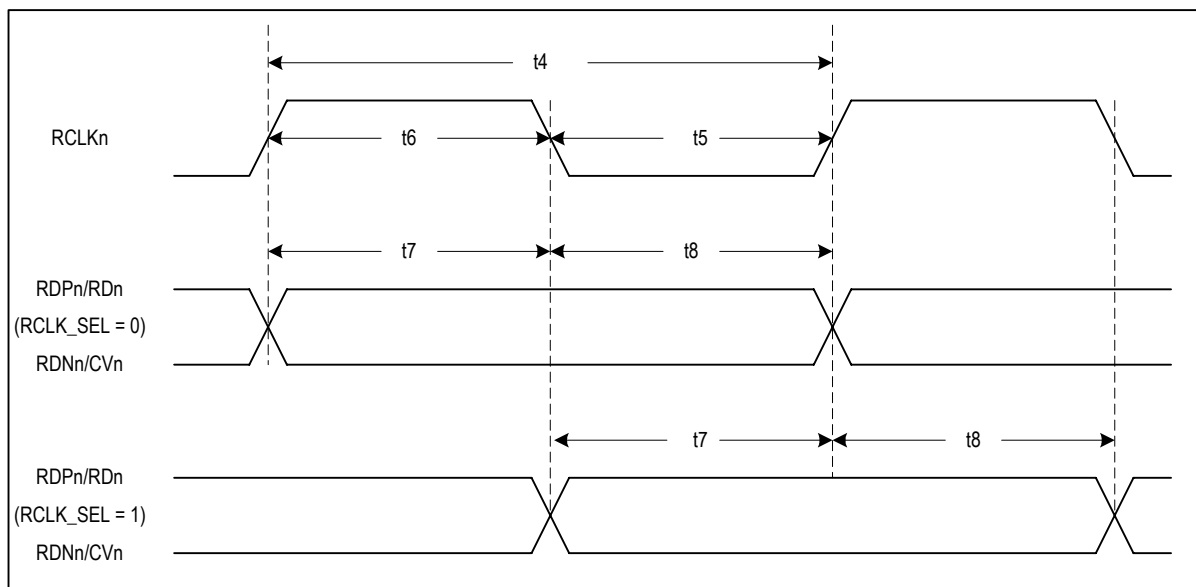 t4
RCLKn
t6
t5
t7
t8
RDPn/RDn
(RCLK_SEL = 0)
RDNn/CVn
t7
t8
RDPn/RDn
(RCLK_SEL = 1)
RDNn/CVn